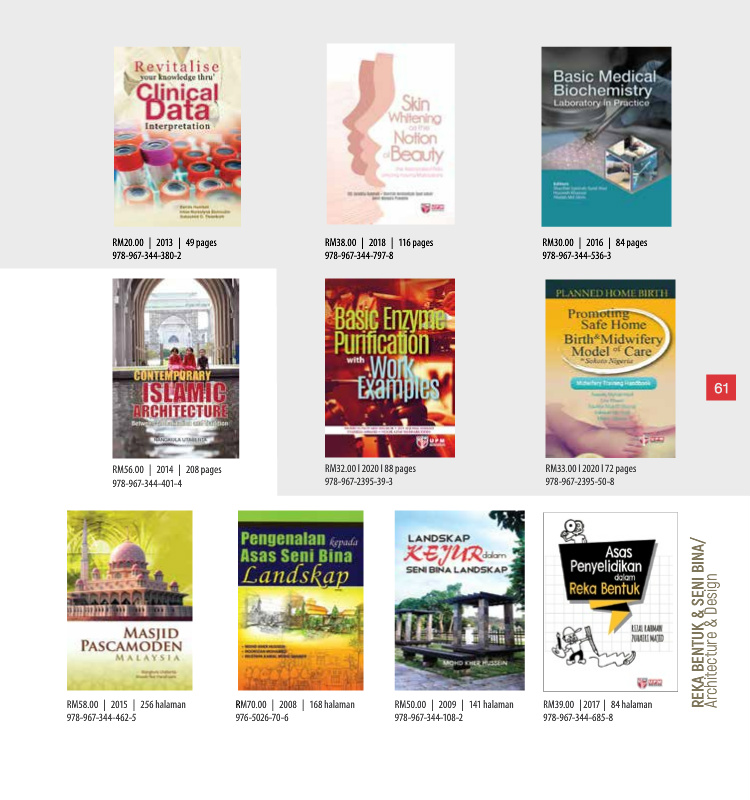 Revitalise
your knowledge thru'
Clinical
Data
Interpretation
RM20.00 | 2013 | 49 pages
978-967-344-380-2
Skin
Whitening
as the
Notion
of Beauty
RM38.00 | 2018 | 116 pages
978-967-344-797-8
Basic Medical
Biochemistry
Laboratory in Practice
Editors
RM30.00 | 2016 | 84 pages
978-967-344-536-3
CONTEMPORARY
ISLAMIC
ARCHITECTURE
NANGKULA UTABERTA
RM56.00 | 2014 | 208 pages
978-967-344-401-4
Basic Enzyme
Purification
with Work
Examples
UPM
RM32.00 l 2020 l 88 pages
978-967-2395-39-3
PLANNED HOME BIRTH
Promoting
Safe Home
Birth & Midwifery
Model of Care
in Sokoto Nigeria
Midwifery Training Handbook
RM33.00 l 2020 l 72 pages
978-967-2395-50-8
61
MASJID
PASCAMODEN
MALAYSIA
RM58.00 | 2015 | 256 halaman
978-967-344-462-5
Pengenalan kepada
Asas Seni Bina
Landskap
RM70.00 | 2008 | 168 halaman
976-5026-70-6
LANDSKAP
KEJUR dalam
SENI BINA LANDSKAP
MOHD KHER HUSSEIN
RM50.00 | 2009 | 141 halaman
978-967-344-108-2
Asas
Penyelidikan
dalam
Reka Bentuk
RIZAL RAHMAN
ZUHAIRI MAJID
RM39.00 |2017 | 84 halaman
978-967-344-685-8
REKA BENTUK & SENI BINA/
Architecture & Design